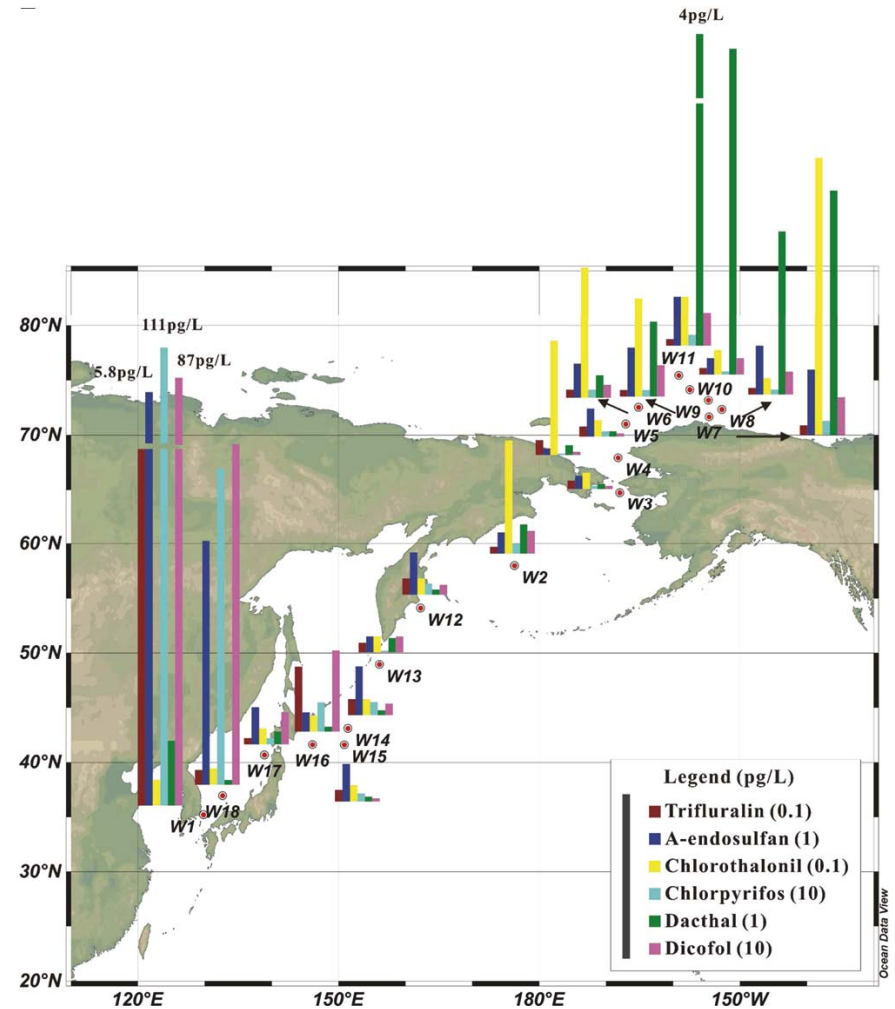 4pg/L
80°N
111pg/L
5.8pg/L
87pg/L
W11
W10
W6
W9
W8
70°N
W5
W7
W4
W3
60°N
W2
W12
50°N
W13
W14
40°N
W17
W16
W15
W18
W1
Legend (pg/L)
Trifluralin (0.1)
A-endosulfan (1)
Chlorothalonil (0.1)
Chlorpyrifos (10)
Dacthal (1)
Dicofol (10)
30°N
20°N
120°E
150°E
180°E
150°W
Ocean Data View